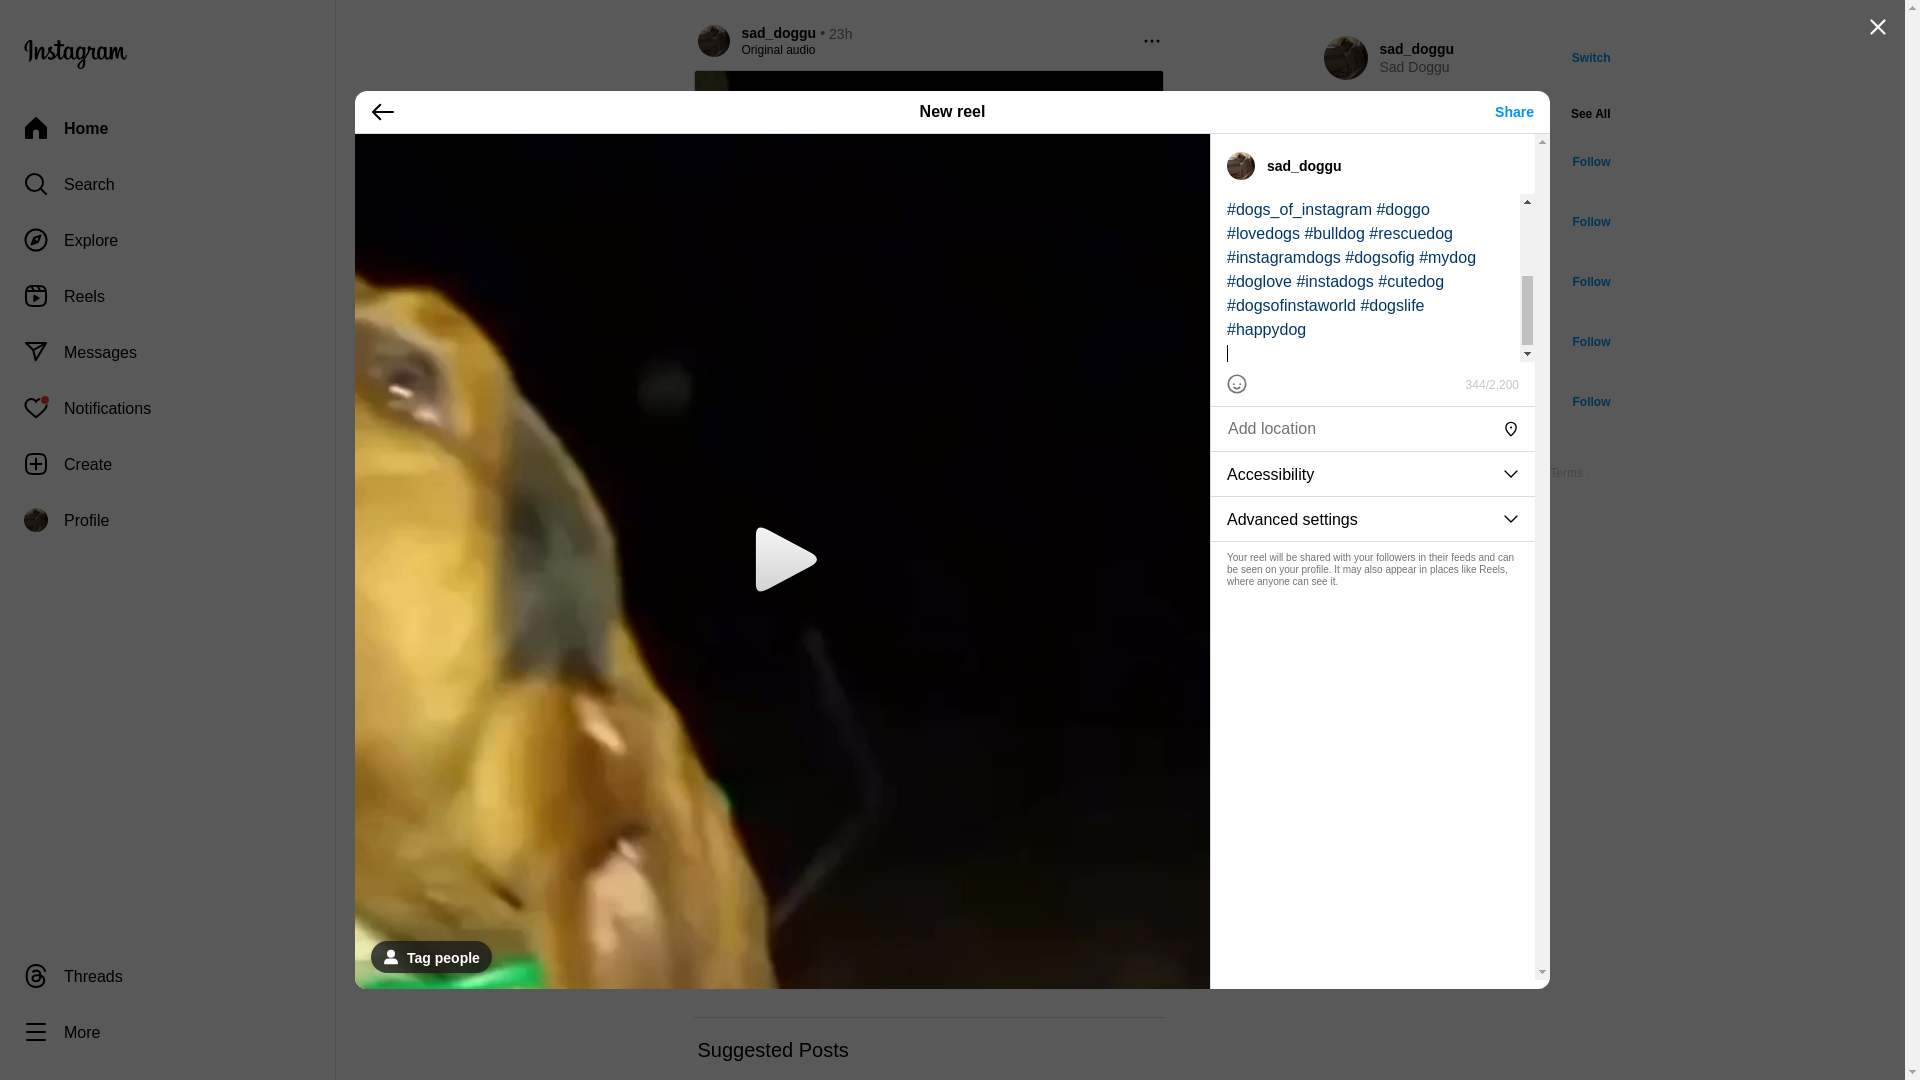 Instagram
Home
Search
Explore
Reels
Messages
Notifications
Create
Profile
Threads
More
sad_doggu • 23h
Original audio
New reel
Share
Tag people
sad_doggu
#dogs_of_instagram #doggo
#lovedogs #bulldog #rescuedog
#instagramdogs #dogsofig #mydog
#doglove #instadogs #cutedog
#dogsofinstaworld #dogslife
#happydog
344/2,200
Add location
Accessibility
Advanced settings
Your reel will be shared with your followers in their feeds and can
be seen on your profile. It may also appear in places like Reels,
where anyone can see it.
Suggested Posts
sad_doggu
Sad Doggu
Switch
See All
Follow
Follow
Follow
Follow
Follow
Terms ·